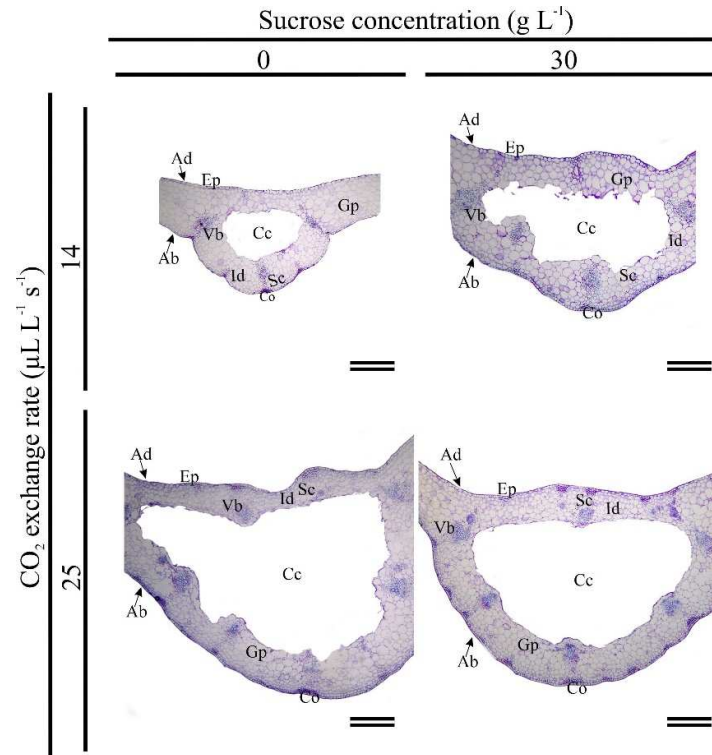 Sucrose concentration (g L⁻¹)
0
30
CO₂ exchange rate (µL L⁻¹ s⁻¹)
14
Ad
Ep
Gp
Vb
Cc
Ab
Id
Sc
Co
Ad
Ep
Gp
Vb
Cc
Id
Ab
Sc
Co
25
Ad
Ep
Sc
Id
Vb
Cc
Ab
Gp
Co
Ad
Ep
Sc
Id
Vb
Cc
Gp
Ab
Co